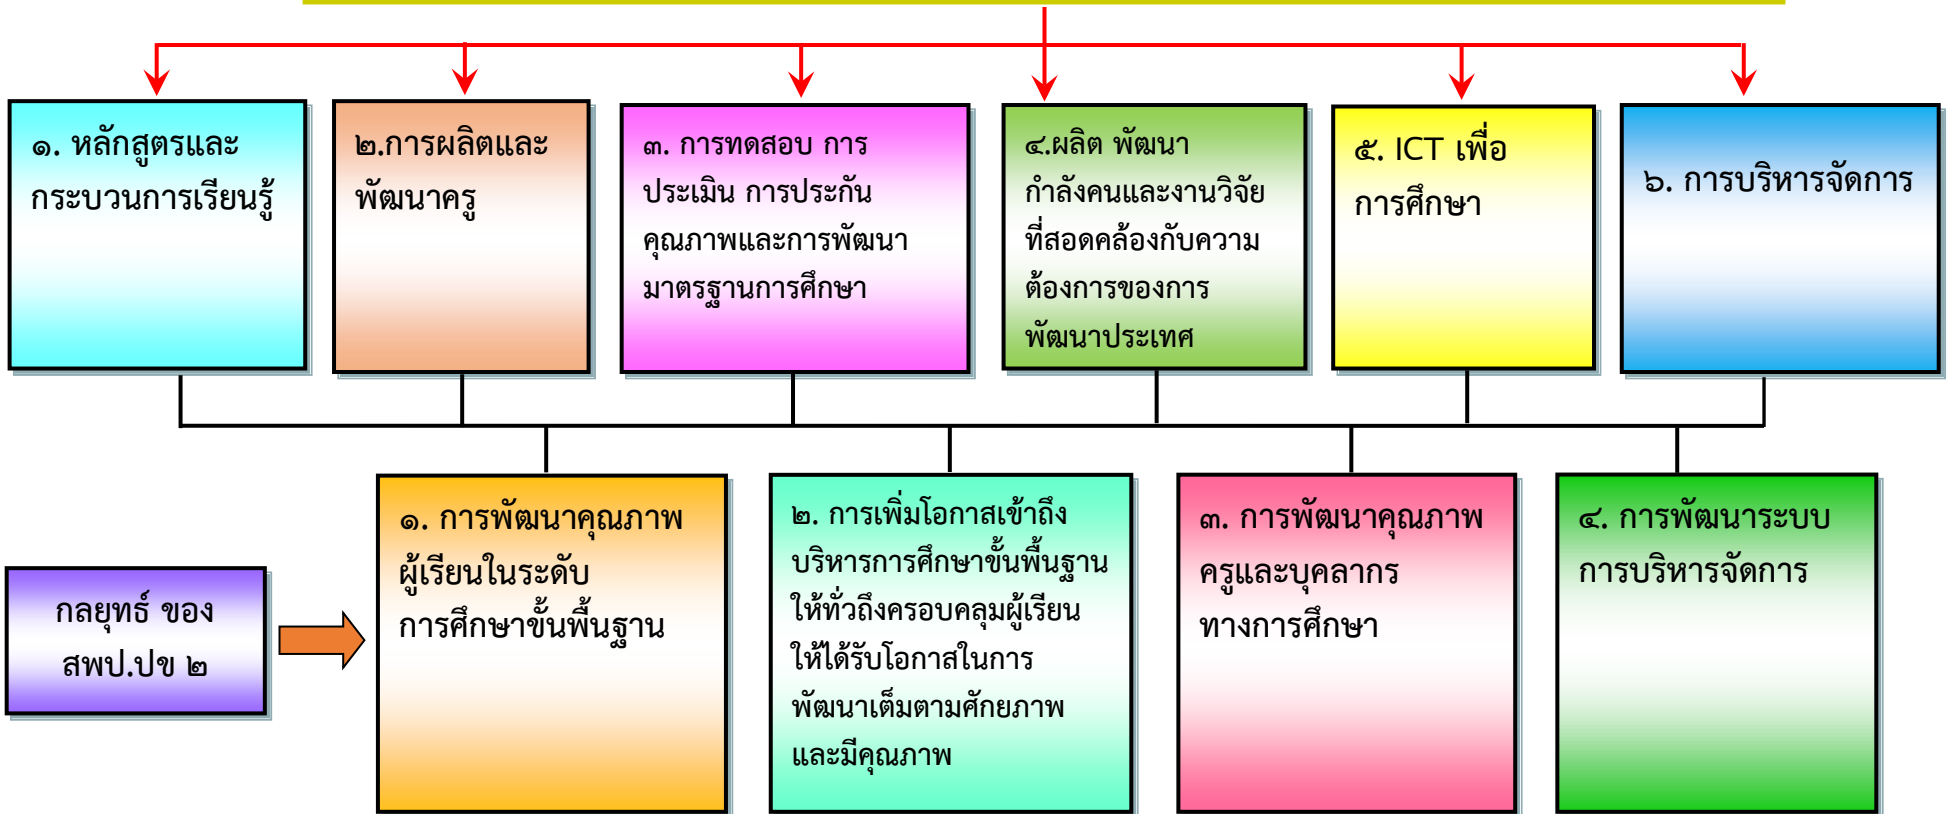 ๑. หลักสูตรและ
กระบวนการเรียนรู้
๒.การผลิตและ
พัฒนาครู
๓. การทดสอบ การ
ประเมิน การประกัน
คุณภาพและการพัฒนา
มาตรฐานการศึกษา
๔.ผลิต พัฒนา
กำลังคนและงานวิจัย
ที่สอดคล้องกับความ
ต้องการของการ
พัฒนาประเทศ
๕. ICT เพื่อ
การศึกษา
๖. การบริหารจัดการ
กลยุทธ์ ของ
สพป.ปข ๒
๑. การพัฒนาคุณภาพ
ผู้เรียนในระดับ
การศึกษาขั้นพื้นฐาน
๒. การเพิ่มโอกาสเข้าถึง
บริหารการศึกษาขั้นพื้นฐาน
ให้ทั่วถึงครอบคลุมผู้เรียน
ให้ได้รับโอกาสในการ
พัฒนาเต็มตามศักยภาพ
และมีคุณภาพ
๓. การพัฒนาคุณภาพ
ครูและบุคลากร
ทางการศึกษา
๔. การพัฒนาระบบ
การบริหารจัดการ